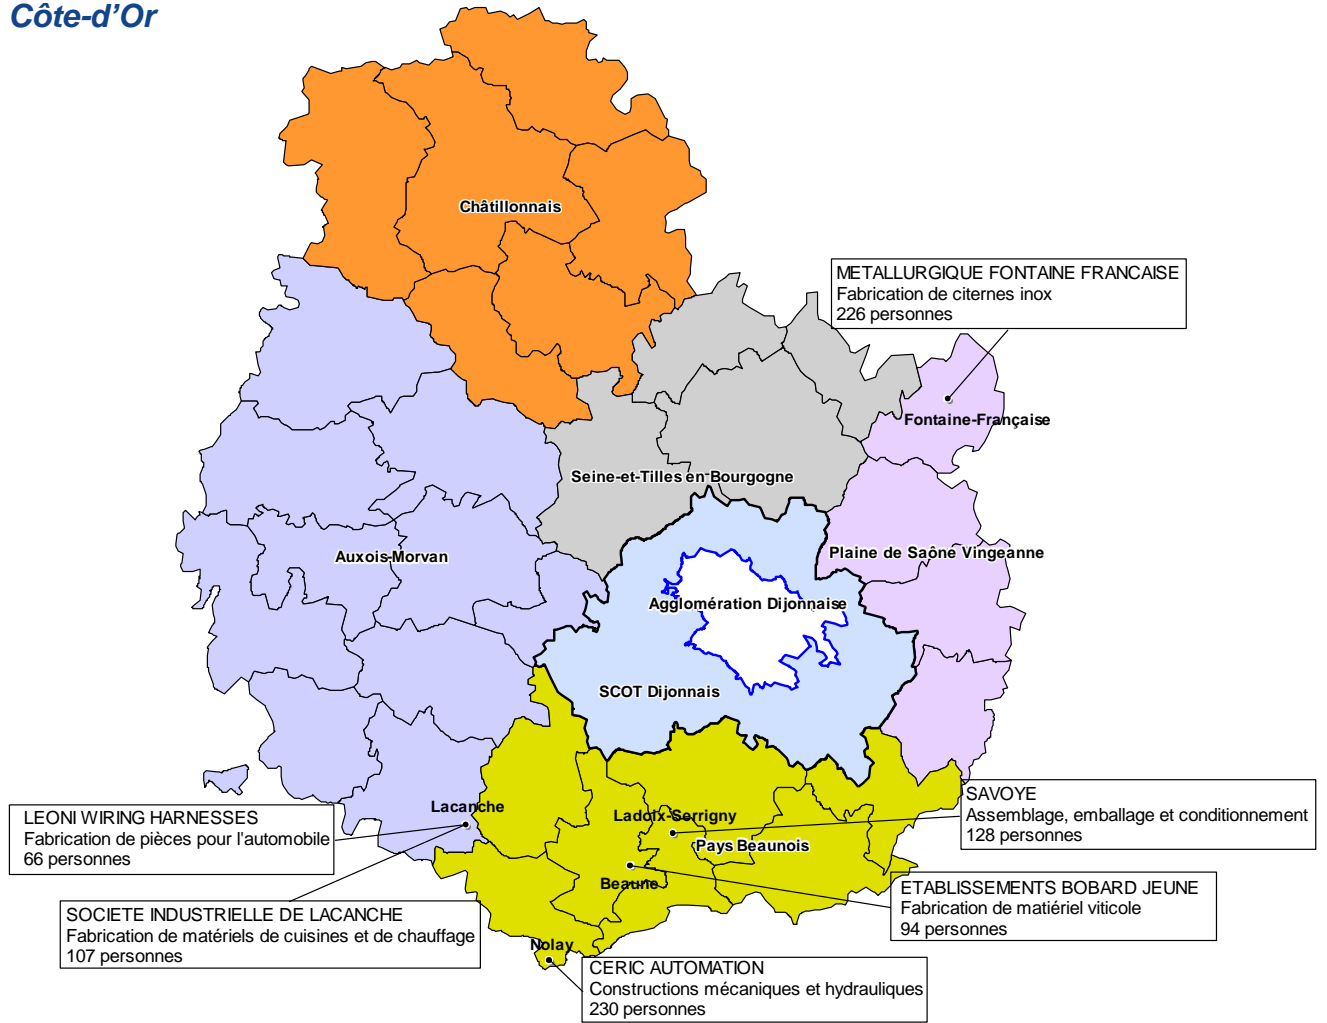 Côte-d'Or
Châtillonnais
METALLURGIQUE FONTAINE FRANCAISE
Fabrication de citernes inox
226 personnes
Fontaine-Française
Seine-et-Tilles en Bourgogne
Auxois-Morvan
Plaine de Saône Vingeanne
Agglomération Dijonnaise
SCOT Dijonnais
Lacanche
LEONI WIRING HARNESSES
Fabrication de pièces pour l'automobile
66 personnes
Ladoix-Serrigny
Pays Beaunois
SAVOYE
Assemblage, emballage et conditionnement
128 personnes
Beaune
ETABLISSEMENTS BOBARD JEUNE
Fabrication de matiériel viticole
94 personnes
SOCIETE INDUSTRIELLE DE LACANCHE
Fabrication de matériels de cuisines et de chauffage
107 personnes
Nolay
CERIC AUTOMATION
Constructions mécaniques et hydrauliques
230 personnes